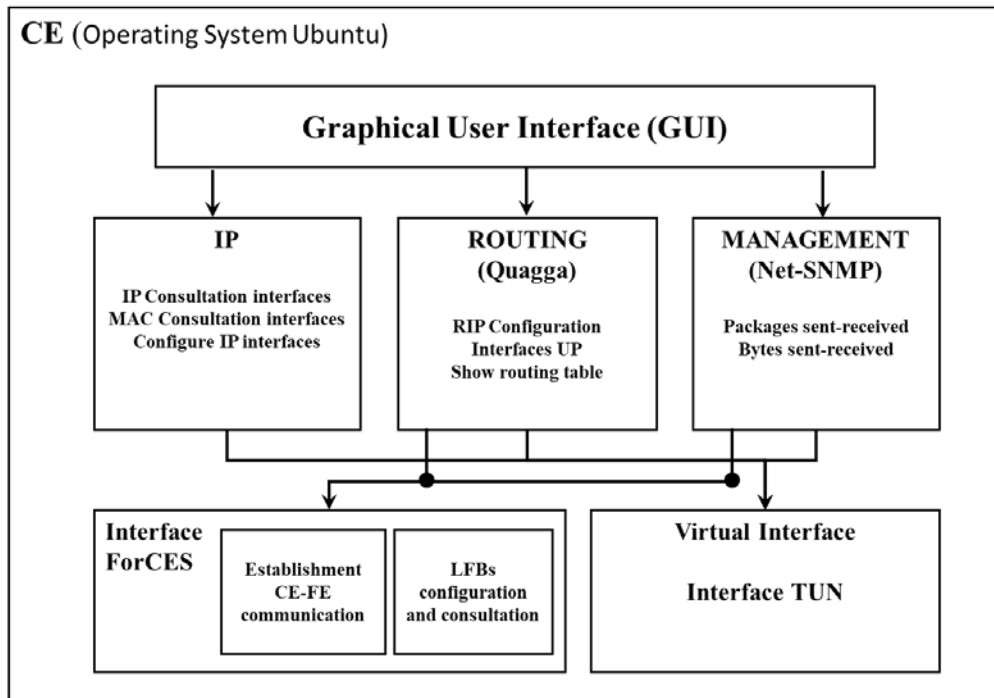 CE (Operating System Ubuntu)
Graphical User Interface (GUI)
IP
IP Consultation interfaces
MAC Consultation interfaces
Configure IP interfaces
ROUTING
(Quagga)
RIP Configuration
Interfaces UP
Show routing table
MANAGEMENT
(Net-SNMP)
Packages sent-received
Bytes sent-received
Interface
ForCES
Establishment
CE-FE
communication
LFBs
configuration
and consultation
Virtual Interface
Interface TUN